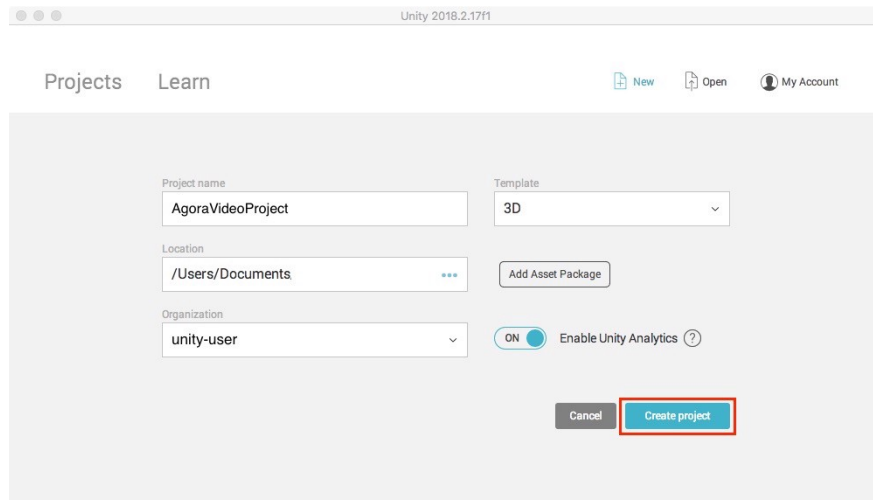 Unity 2018.2.17f1
Projects Learn New Open My Account
Project name Template
AgoraVideoProject 3D
Location
/Users/Documents Add Asset Package
Organization
unity-user ON Enable Unity Analytics ?
Cancel Create project